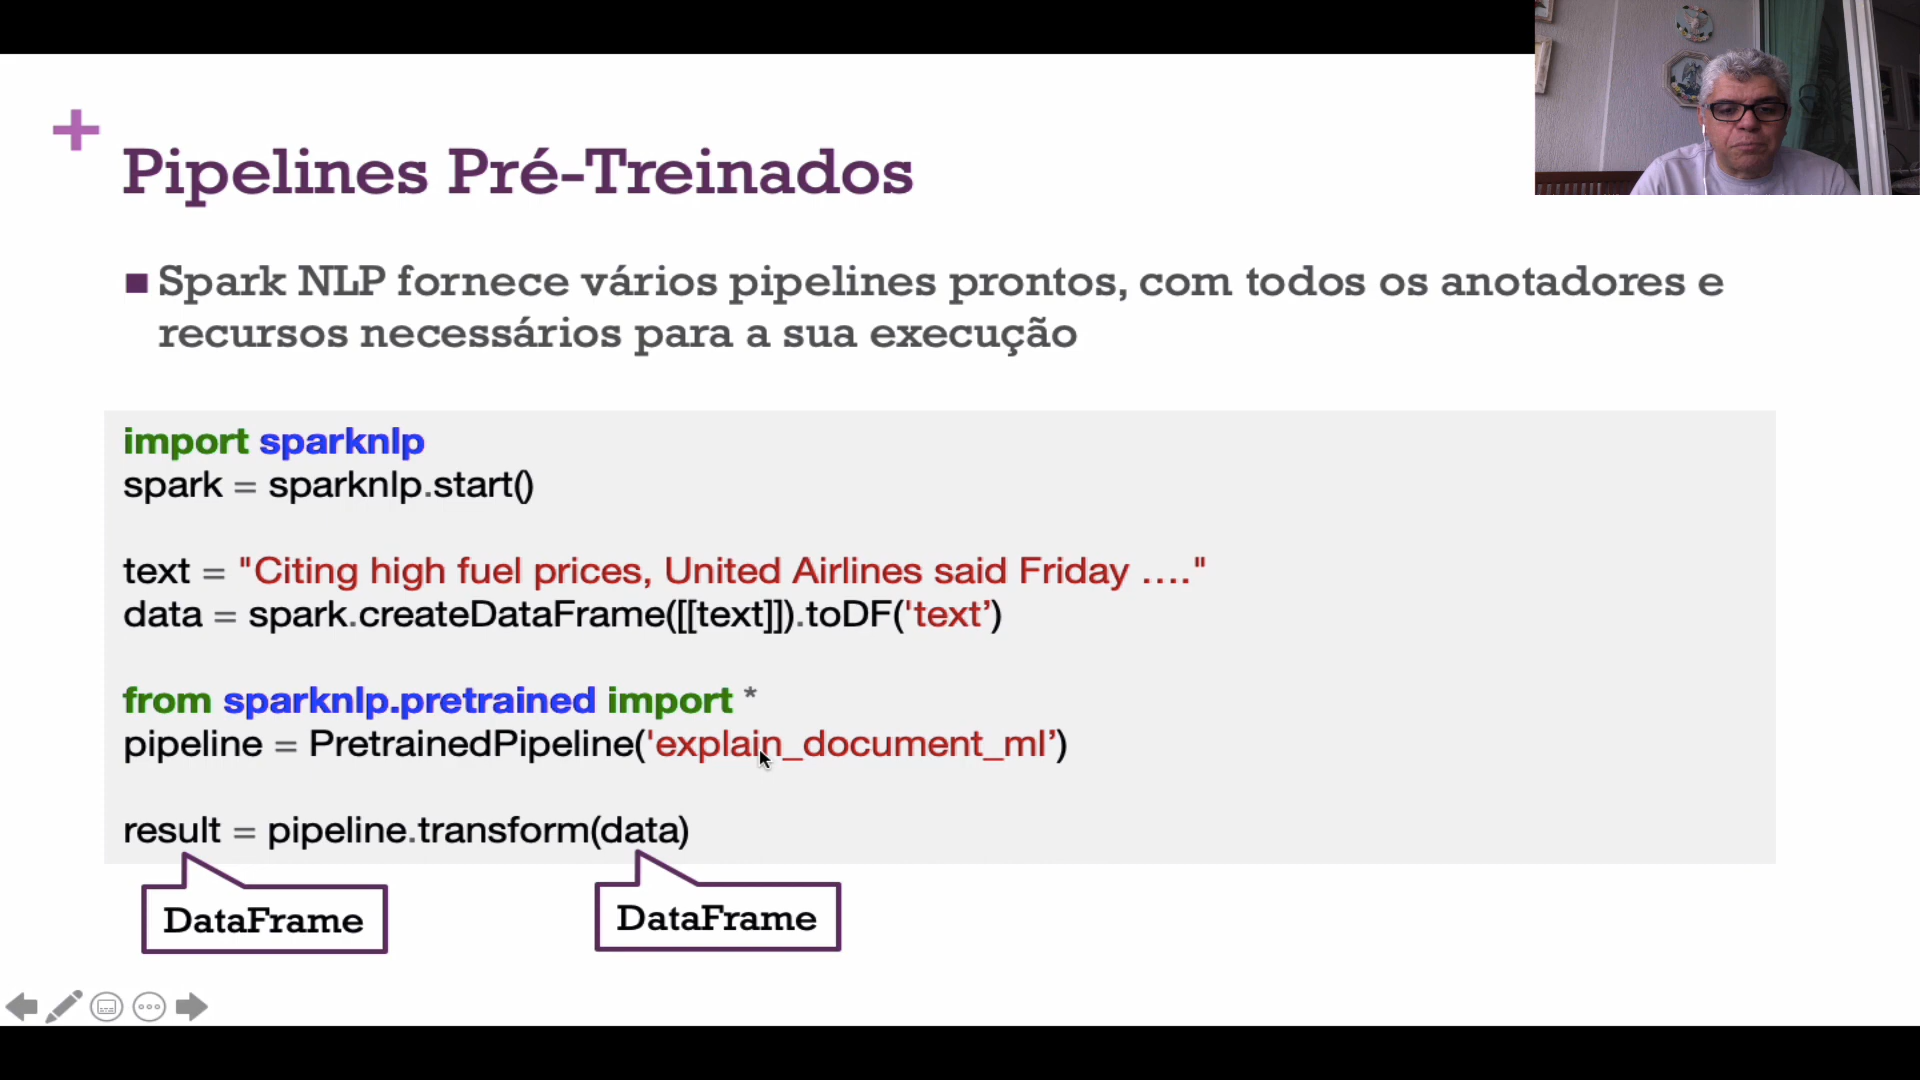 +
Pipelines Pré-Treinados
Spark NLP fornece vários pipelines prontos, com todos os anotadores e
recursos necessários para a sua execução
import sparknlp
spark = sparknlp.start()
text = "Citing high fuel prices, United Airlines said Friday …."
data = spark.createDataFrame([[text]]).toDF('text’)
from sparknlp.pretrained import *
pipeline = PretrainedPipeline('explain_document_ml’)
result = pipeline.transform(data)
DataFrame
DataFrame